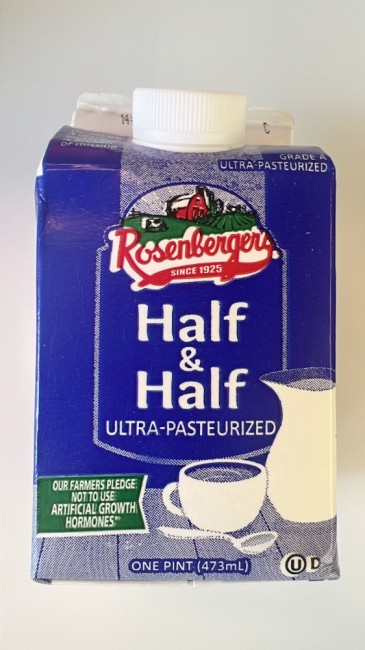 14
C
GRADE A
ULTRA-PASTEURIZED
Rosenberger's
SINCE 1925
Half
&
Half
ULTRA-PASTEURIZED
OUR FARMERS PLEDGE
NOT TO USE
ARTIFICIAL GROWTH
HORMONES
ONE PINT (473mL)
U D